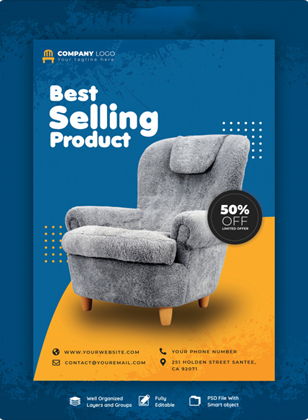 COMPANY LOGO
Your tagline here
Best
Selling
Product
50%
OFF
LIMITED OFFER
WWW.YOURWEBSITE.COM
CONTACT@YOUREMAIL.COM
YOUR PHONE NUMBER
251 HOLDEN STREET SANTEE,
CA 92071
Well Organized
Layers and Groups
Fully
Editable
PSD File With
Smart object